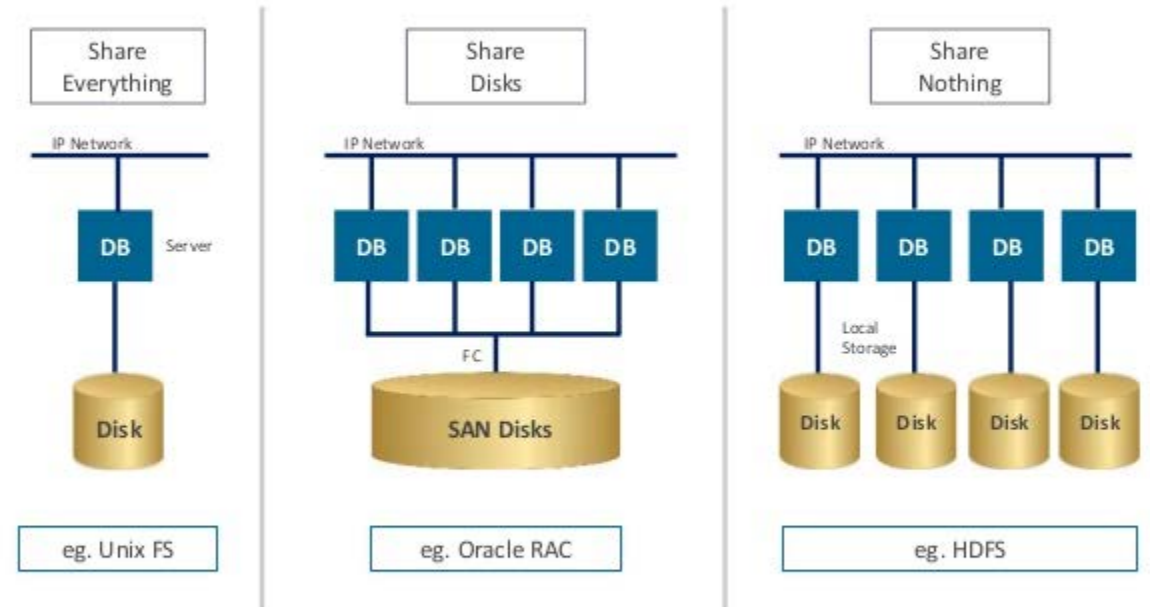 Share
Everything
IP Network
DB
Server
Disk
eg. Unix FS
Share
Disks
IP Network
DB DB DB DB
FC
SAN Disks
eg. Oracle RAC
Share
Nothing
IP Network
DB DB DB DB
Local
Storage
Disk Disk Disk Disk
eg. HDFS